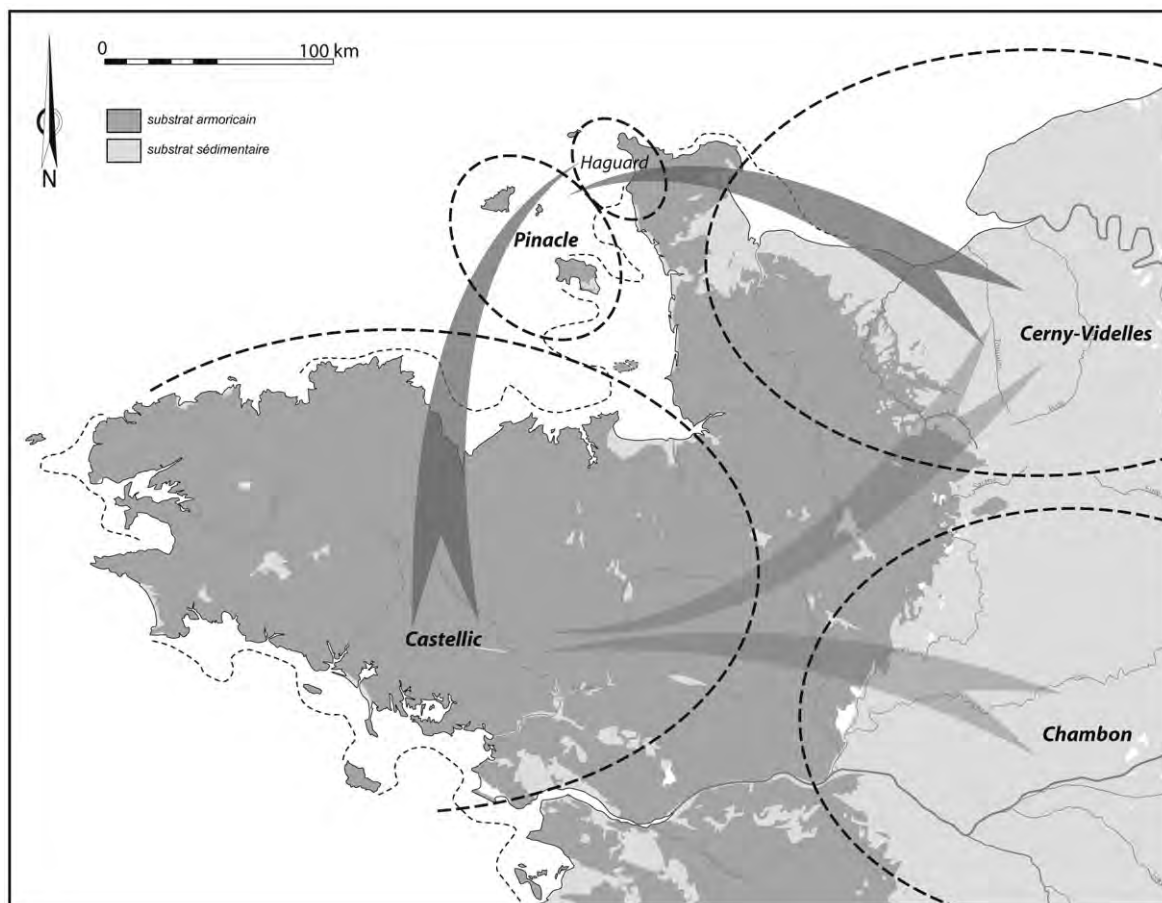 0 100 km
substrat armoricain
substrat sédimentaire
N
Haguard
Pinacle
Cerny-Videlles
Castellic
Chambon